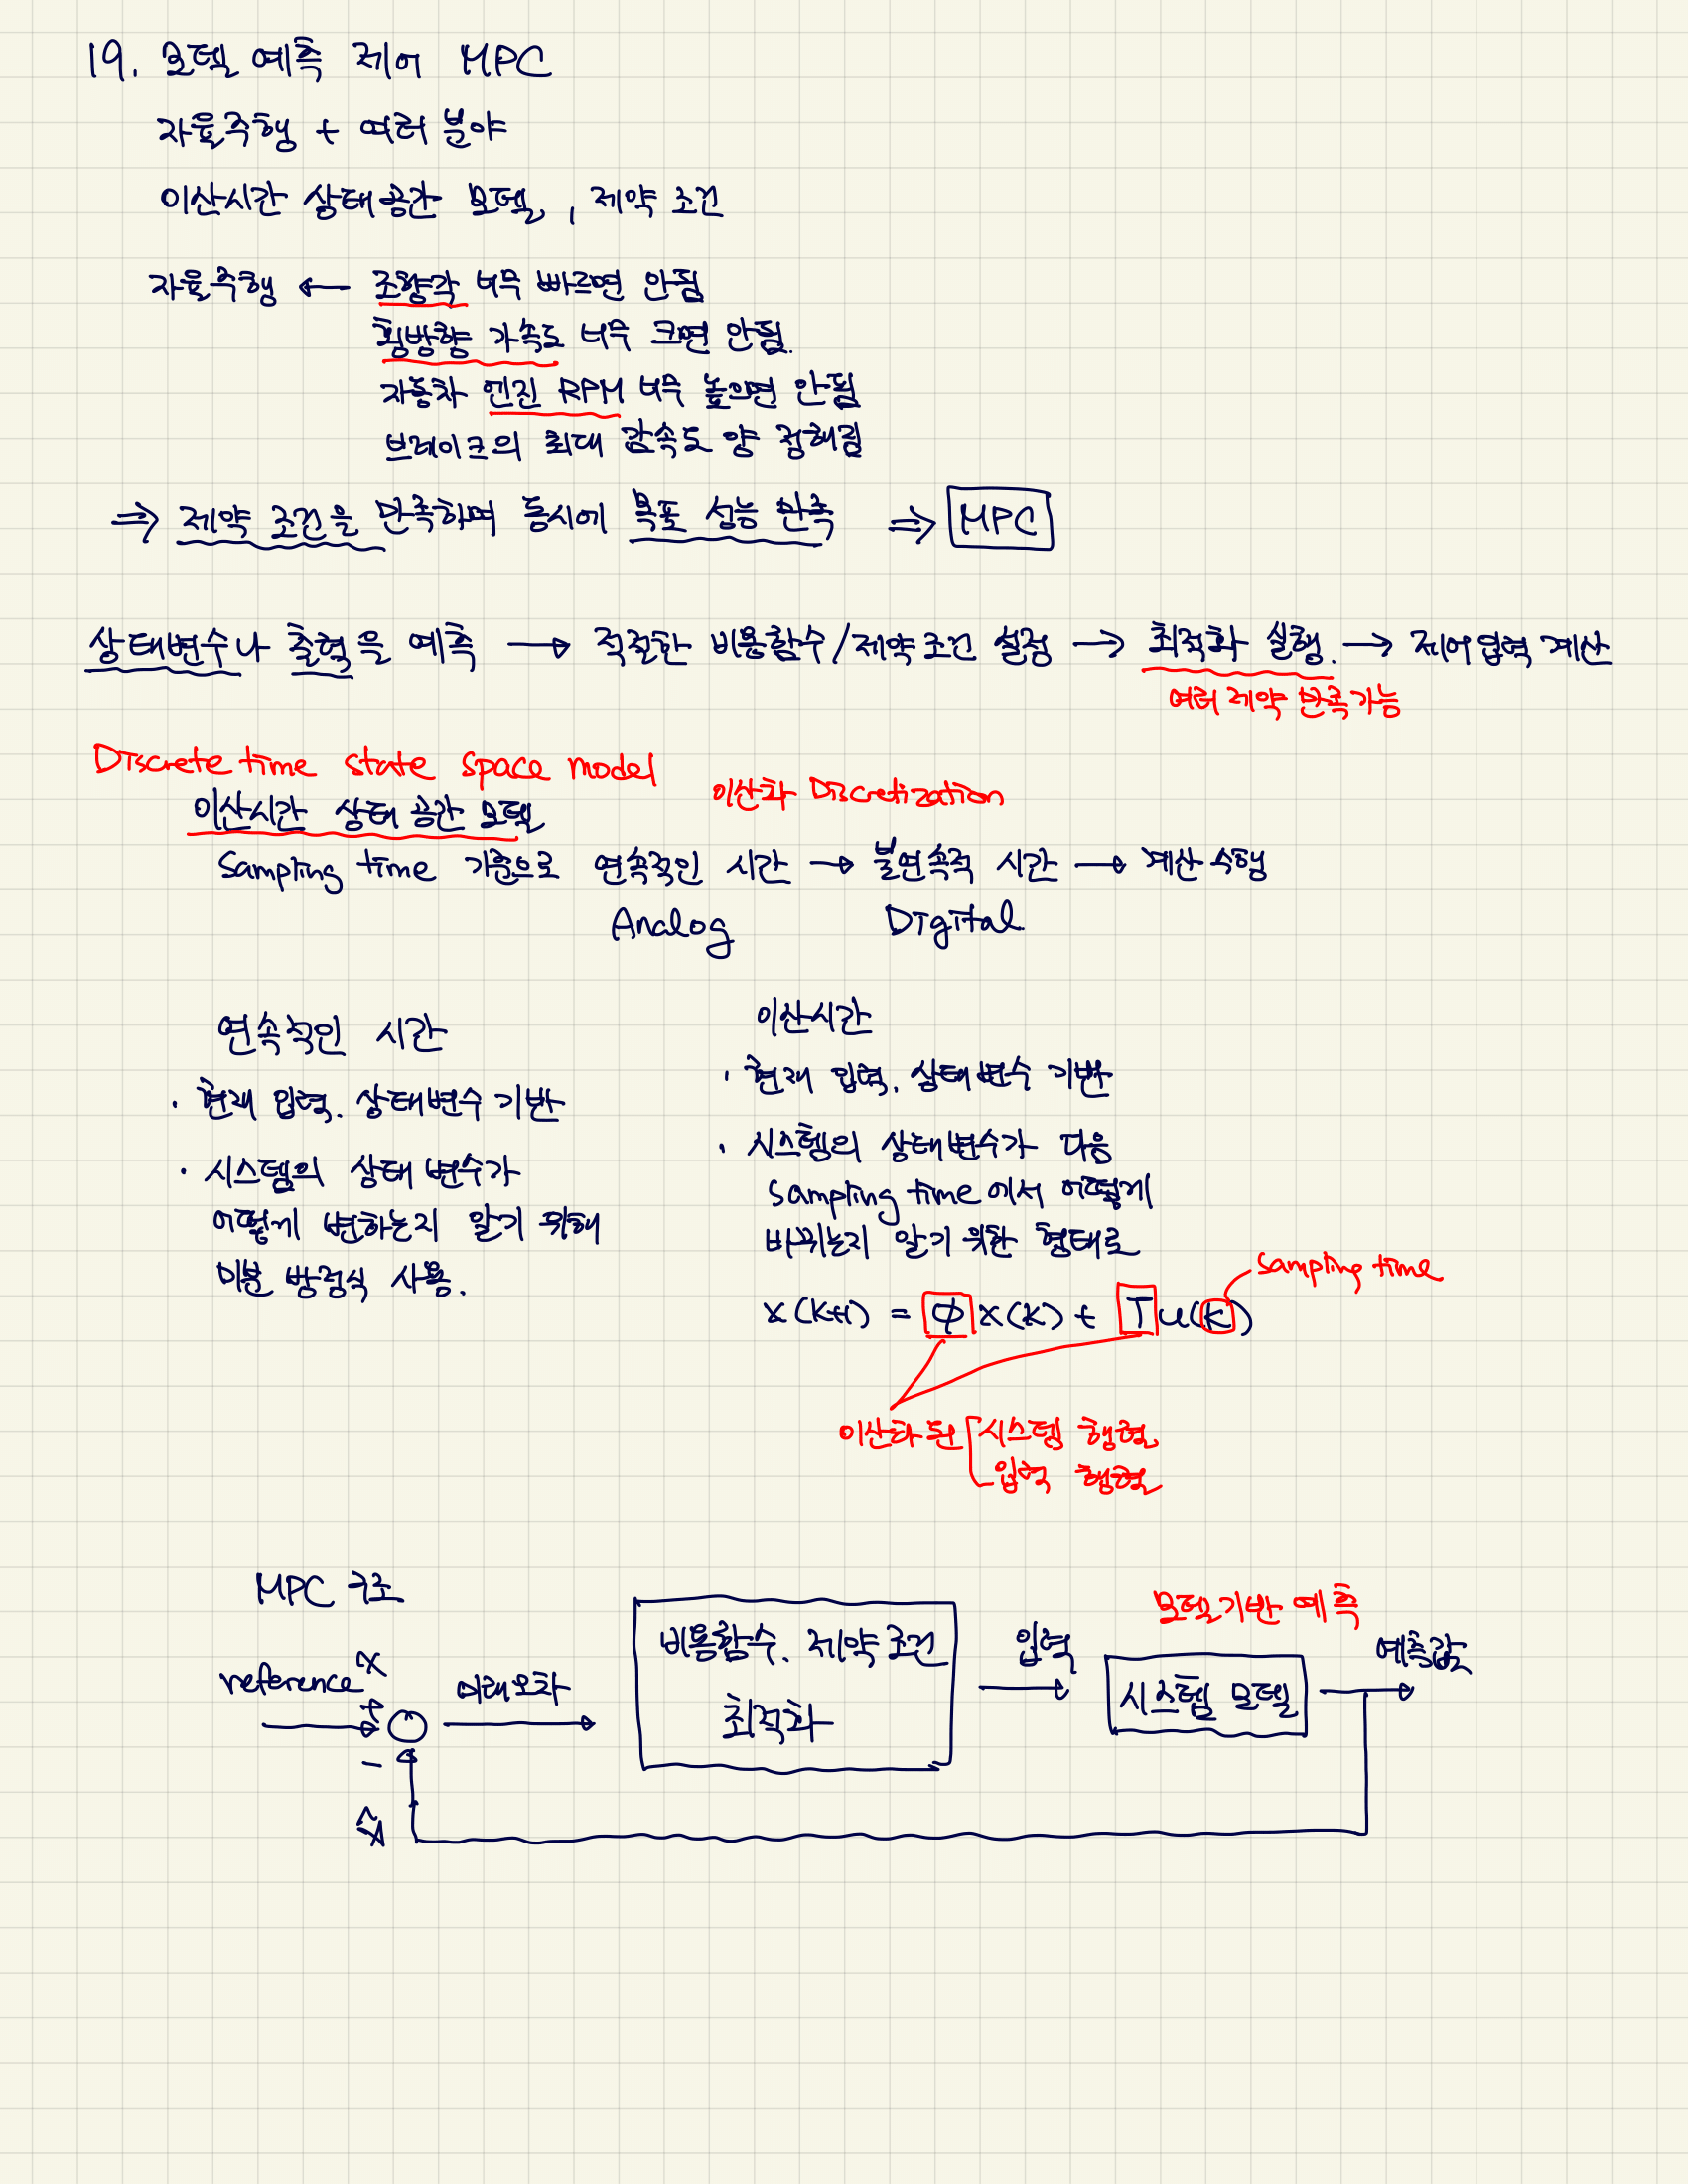 19. 모델 예측 제어 MPC
자율주행 + 여러 분야
이산시간 상태공간 모델, 제약 조건
자율주행 ← 조향각 너무 빠르면 안됨
횡방향 가속도 너무 크면 안됨.
자동차 엔진 RPM 너무 높으면 안됨
브레이크의 최대 감속도 양 정해짐
⇒ 제약 조건을 만족하며 동시에 목표 성능 만족 ⇒ MPC
상태변수나 출력을 예측 → 적절한 비용함수/제약조건 설정 → 최적화 실행. → 제어 입력 계산
여러 제약 만족가능
Discrete time state space model
이산화 Discretization
이산시간 상태 공간 모델
Sampling time 기준으로 연속적인 시간 → 불연속적 시간 → 계산 수행
Analog Digital
연속적인 시간
· 현재 입력. 상태변수 기반
· 시스템의 상태 변수가
어떻게 변하는지 알기 위해
미분 방정식 사용.
이산시간
· 현재 입력. 상태변수 기반
· 시스템의 상태변수가 다음
sampling time에서 어떻게
바뀌는지 알기 위한 형태로
sampling time
x(k+1) = Φ x(k) + Γ u(k)
이산화 된 시스템 행렬
입력 행렬
MPC 구조
reference x
+
-
미래오차
비용함수. 제약 조건
최적화
입력
모델기반 예측
시스템 모델
예측값